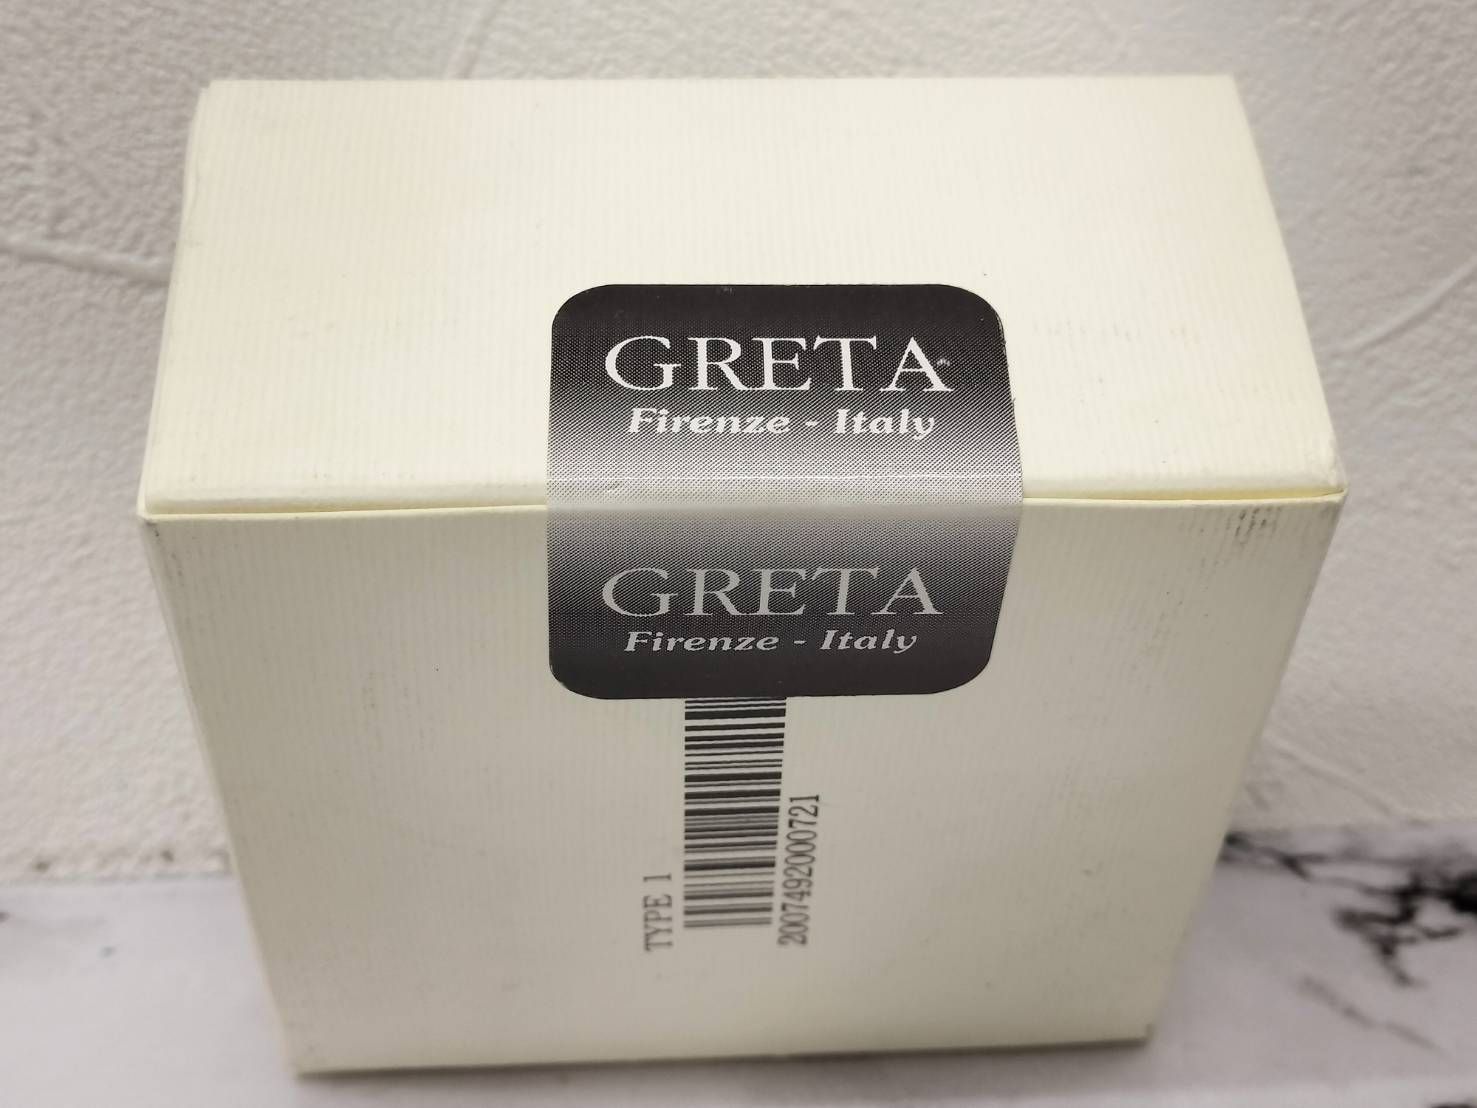 GRETA
Firenze - Italy
GRETA
Firenze - Italy
TYPE 1
2007492000721